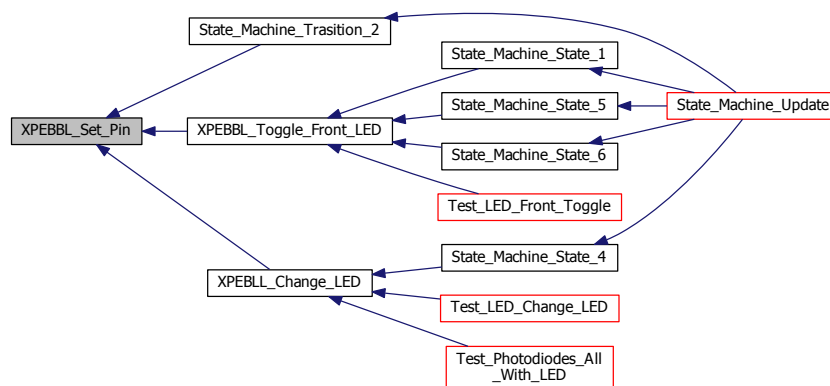 State_Machine_Trasition_2
State_Machine_State_1
State_Machine_State_5
State_Machine_Update
XPEBBL_Set_Pin
XPEBBL_Toggle_Front_LED
State_Machine_State_6
Test_LED_Front_Toggle
State_Machine_State_4
XPEBLL_Change_LED
Test_LED_Change_LED
Test_Photodiodes_All
_With_LED